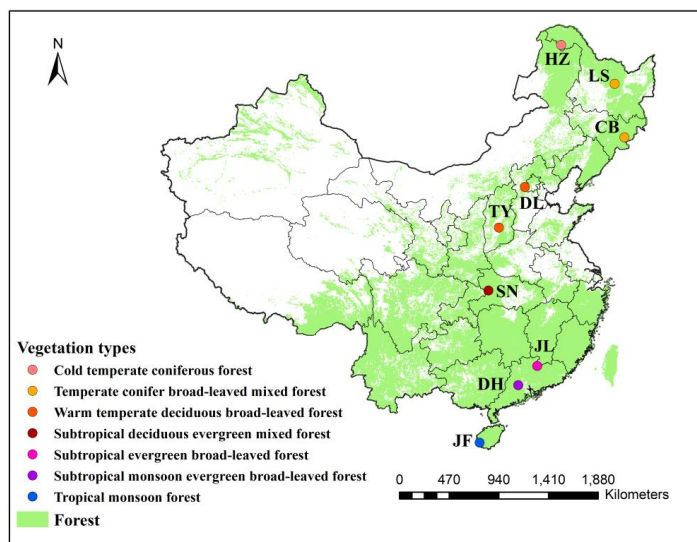 N
HZ
LS
CB
DL
TY
SN
JL
DH
JF
Vegetation types
Cold temperate coniferous forest
Temperate conifer broad-leaved mixed forest
Warm temperate deciduous broad-leaved forest
Subtropical deciduous evergreen mixed forest
Subtropical evergreen broad-leaved forest
Subtropical monsoon evergreen broad-leaved forest
Tropical monsoon forest
Forest
0 470 940 1,410 1,880
Kilometers